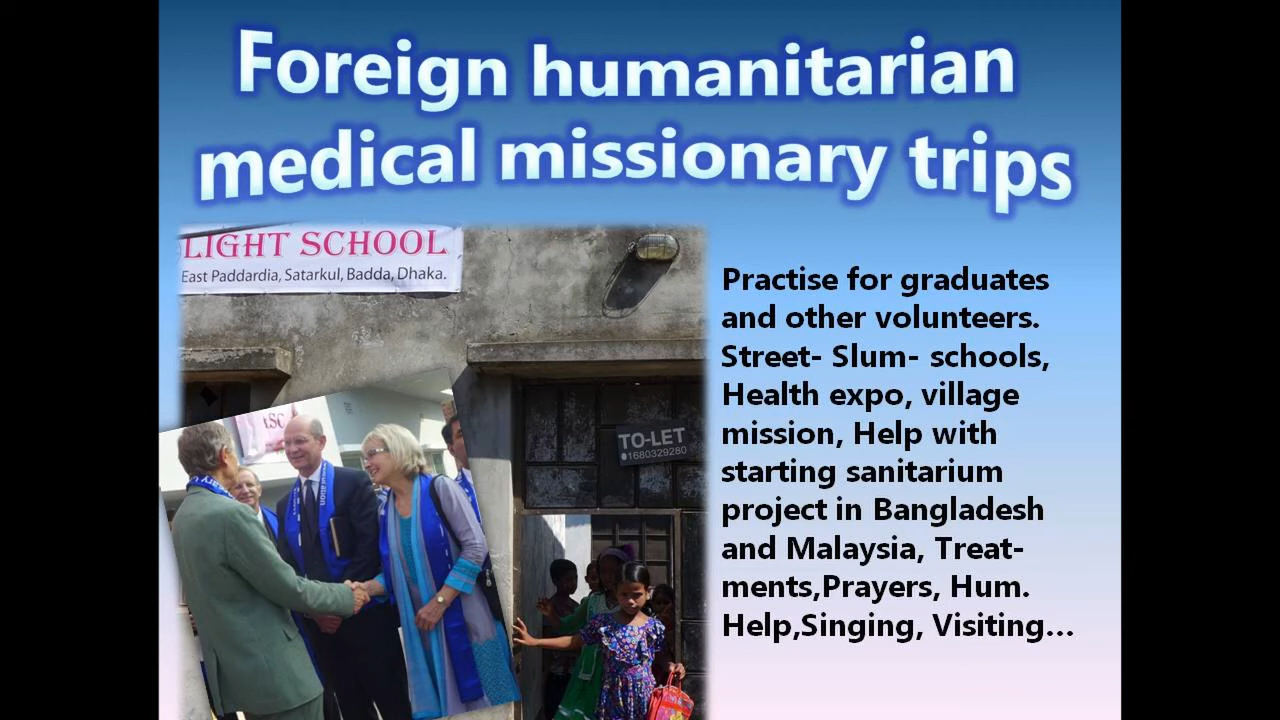 Foreign humanitarian
medical missionary trips
LIGHT SCHOOL
East Paddardia, Satarkul, Badda, Dhaka.
TO-LET
1680329280
Practise for graduates
and other volunteers.
Street- Slum- schools,
Health expo, village
mission, Help with
starting sanitarium
project in Bangladesh
and Malaysia, Treat-
ments,Prayers, Hum.
Help,Singing, Visiting...